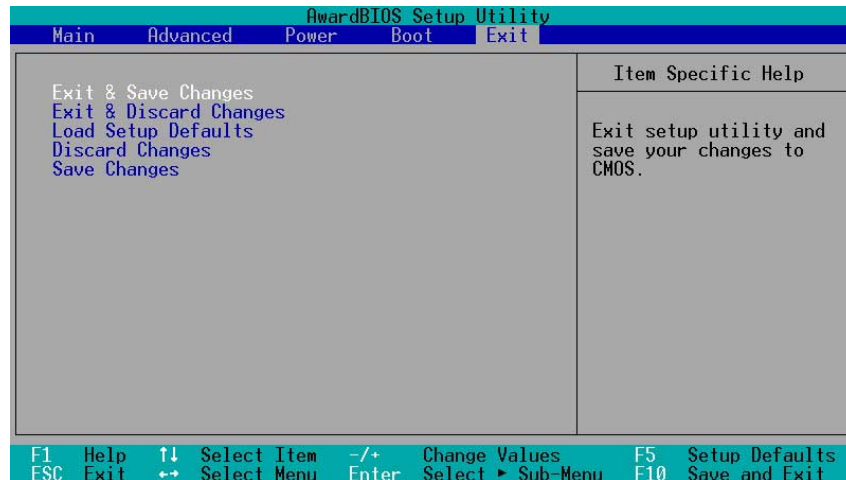 AwardBIOS Setup Utility
Main Advanced Power Boot Exit
Exit & Save Changes
Exit & Discard Changes
Load Setup Defaults
Discard Changes
Save Changes
Item Specific Help
Exit setup utility and
save your changes to
CMOS.
F1 Help ↑↓ Select Item -/+ Change Values F5 Setup Defaults
ESC Exit ←→ Select Menu Enter Select ► Sub-Menu F10 Save and Exit